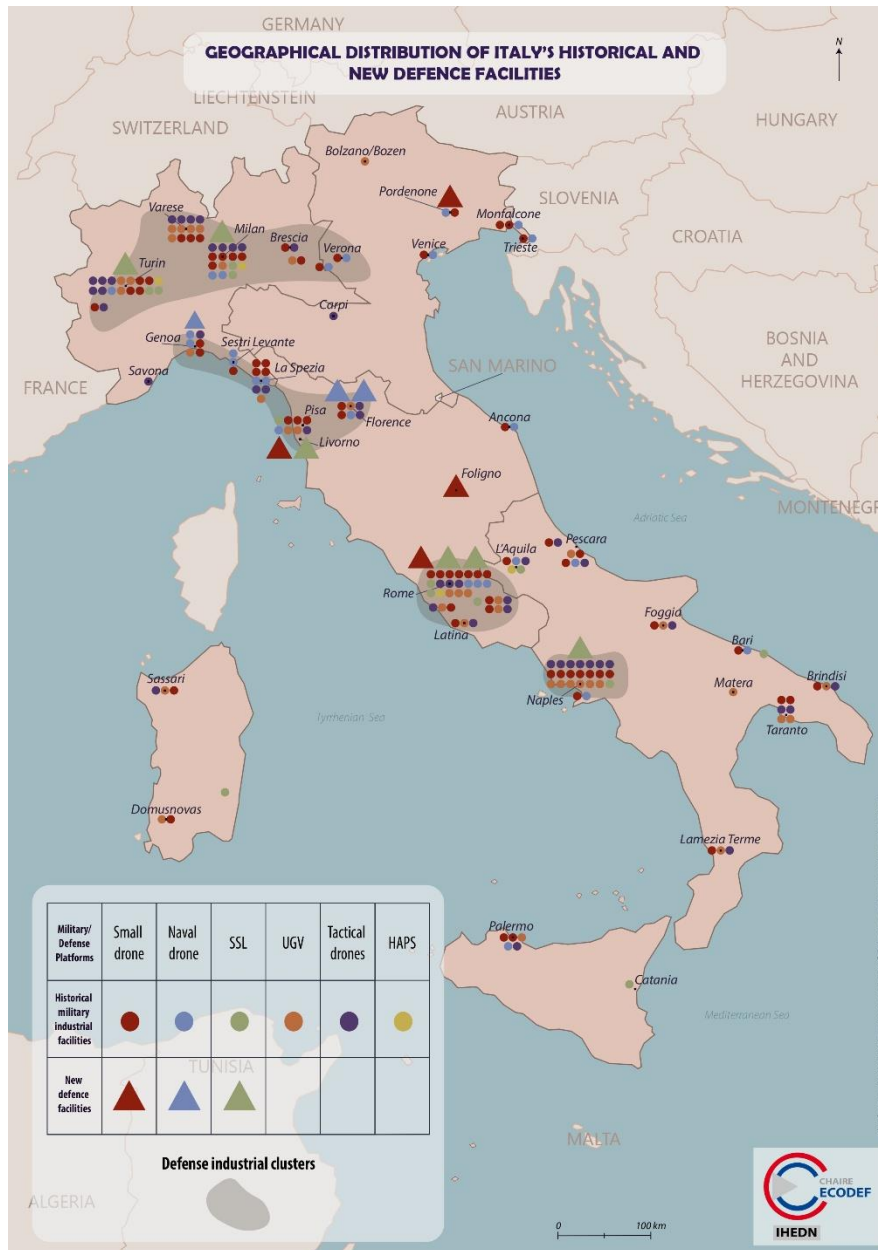 GERMANY
GEOGRAPHICAL DISTRIBUTION OF ITALY'S HISTORICAL AND
NEW DEFENCE FACILITIES
N
LIECHTENSTEIN
AUSTRIA
HUNGARY
SWITZERLAND
Bolzano/Bozen
SLOVENIA
Pordenone
Varese
Milan
Monfalcone
Brescia
Verona
Venice
Trieste
CROATIA
Turin
Carpi
Genoa
Sestri Levante
BOSNIA
AND
HERZEGOVINA
SAN MARINO
La Spezia
Savona
FRANCE
Pisa
Florence
Ancona
Livorno
Foligno
MONTENEGR
Adriatic Sea
L'Aquila
Pescara
Rome
Foggia
Latina
Bari
Sassari
Matera
Brindisi
Naples
Tyrrhenian Sea
Taranto
Domusnovas
Lamezia Terme
Palermo
Catania
Mediterranean Sea
Military/
Defense
Platforms
Small
drone
Naval
drone
SSL
UGV
Tactical
drones
HAPS
Historical
military
industrial
facilities
TUNISIA
New
defence
facilities
MALTA
Defense industrial clusters
ALGERIA
0 100 km
CHAIRE
ECODEF
IHEDN